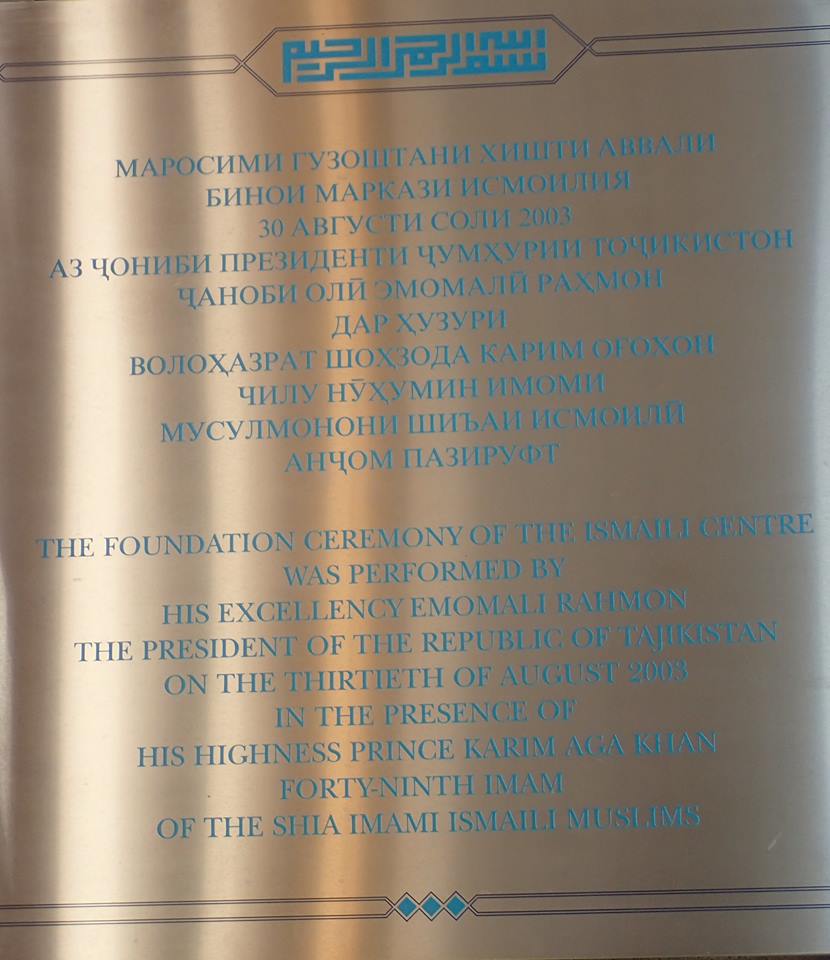 بسم الله الرحمن الرحيم
МАРОСИМИ ГУЗОШТАНИ ХИШТИ АВВАЛИ
БИНОИ МАРКАЗИ ИСМОИЛИЯ
30 АВГУСТИ СОЛИ 2003
АЗ ҶОНИБИ ПРЕЗИДЕНТИ ҶУМҲУРИИ ТОҶИКИСТОН
ҶАНОБИ ОЛӢ ЭМОМАЛӢ РАҲМОН
ДАР ҲУЗУРИ
ВОЛОҲАЗРАТ ШОҲЗОДА КАРИМ ОҒОХОН
ЧИЛУ НӮҲУМИН ИМОМИ
МУСУЛМОНОНИ ШИЪАИ ИСМОИЛӢ
АНҶОМ ПАЗИРУФТ
THE FOUNDATION CEREMONY OF THE ISMAILI CENTRE
WAS PERFORMED BY
HIS EXCELLENCY EMOMALI RAHMON
THE PRESIDENT OF THE REPUBLIC OF TAJIKISTAN
ON THE THIRTIETH OF AUGUST 2003
IN THE PRESENCE OF
HIS HIGHNESS PRINCE KARIM AGA KHAN
FORTY-NINTH IMAM
OF THE SHIA IMAMI ISMAILI MUSLIMS